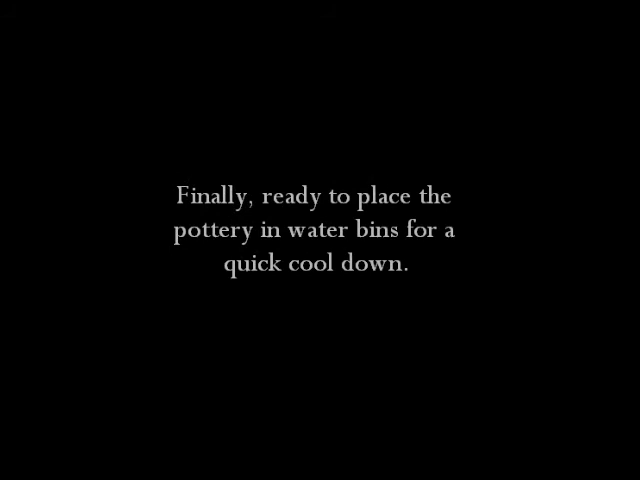 Finally, ready to place the
pottery in water bins for a
quick cool down.